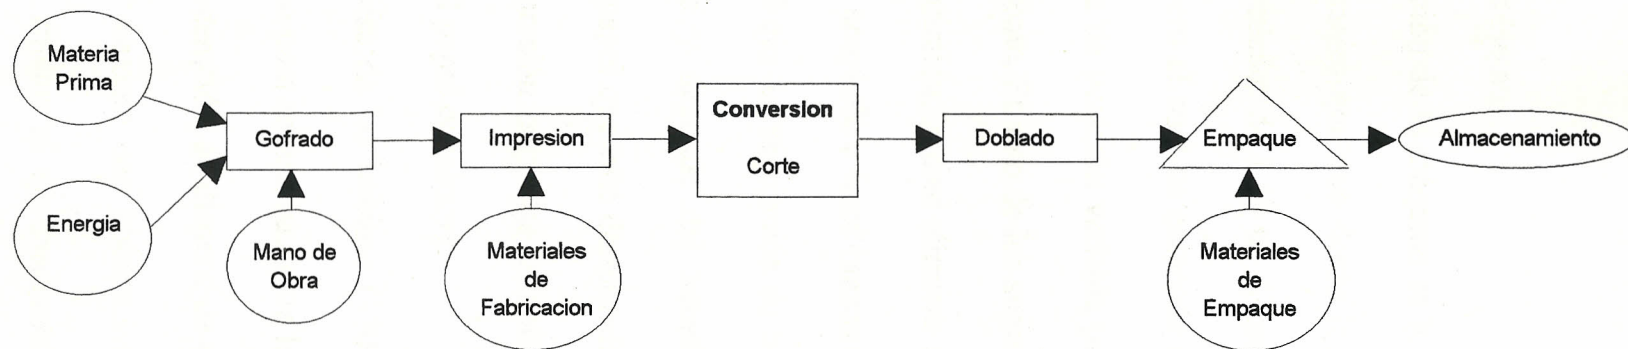 Materia
Prima
Energia
Gofrado
Mano de
Obra
Impresion
Materiales
de
Fabricacion
Conversion
Corte
Doblado
Empaque
Materiales
de
Empaque
Almacenamiento